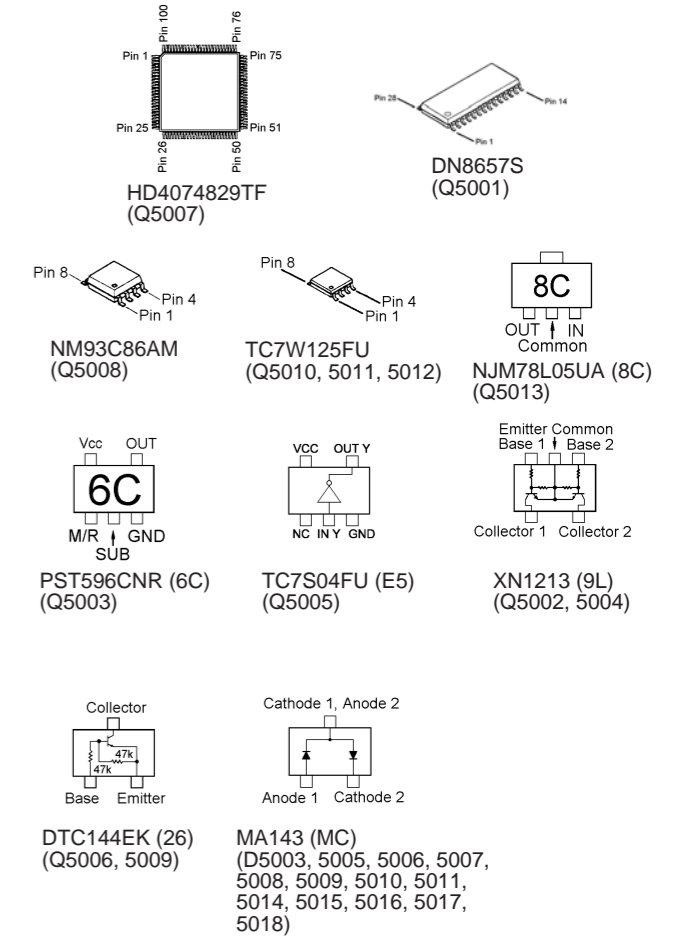 Pin 100
Pin 76
Pin 1
Pin 75
Pin 25
Pin 51
Pin 26
Pin 50
HD4074829TF
(Q5007)
Pin 28
Pin 14
Pin 1
DN8657S
(Q5001)
Pin 8
Pin 4
Pin 1
NM93C86AM
(Q5008)
Pin 8
Pin 4
Pin 1
TC7W125FU
(Q5010, 5011, 5012)
8C
OUT IN
Common
NJM78L05UA (8C)
(Q5013)
Vcc OUT
6C
M/R GND
SUB
PST596CNR (6C)
(Q5003)
VCC OUT Y
NC IN Y GND
TC7S04FU (E5)
(Q5005)
Emitter Common
Base 1 Base 2
Collector 1 Collector 2
XN1213 (9L)
(Q5002, 5004)
Collector
47k
47k
Base Emitter
DTC144EK (26)
(Q5006, 5009)
Cathode 1, Anode 2
Anode 1 Cathode 2
MA143 (MC)
(D5003, 5005, 5006, 5007,
5008, 5009, 5010, 5011,
5014, 5015, 5016, 5017,
5018)